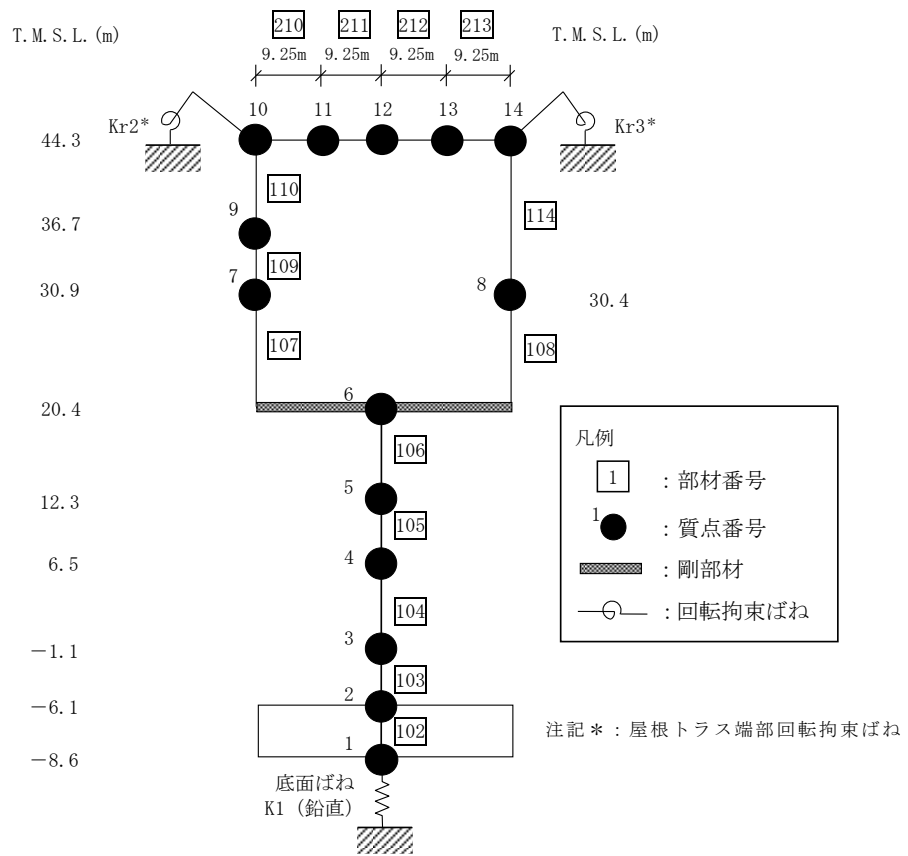 210 211 212 213
T.M.S.L.(m) T.M.S.L.(m)
9.25m 9.25m 9.25m 9.25m
10 11 12 13 14
Kr2* Kr3*
44.3
110
9
36.7
114
109
7 8
30.9 30.4
107 108
6
20.4
106
5
12.3
105
4
6.5
104
3
－1.1
103
2
－6.1
102
1
－8.6
底面ばね
K1 (鉛直)
凡例
1 ：部材番号
1 ：質点番号
：剛部材
：回転拘束ばね
注記＊：屋根トラス端部回転拘束ばね